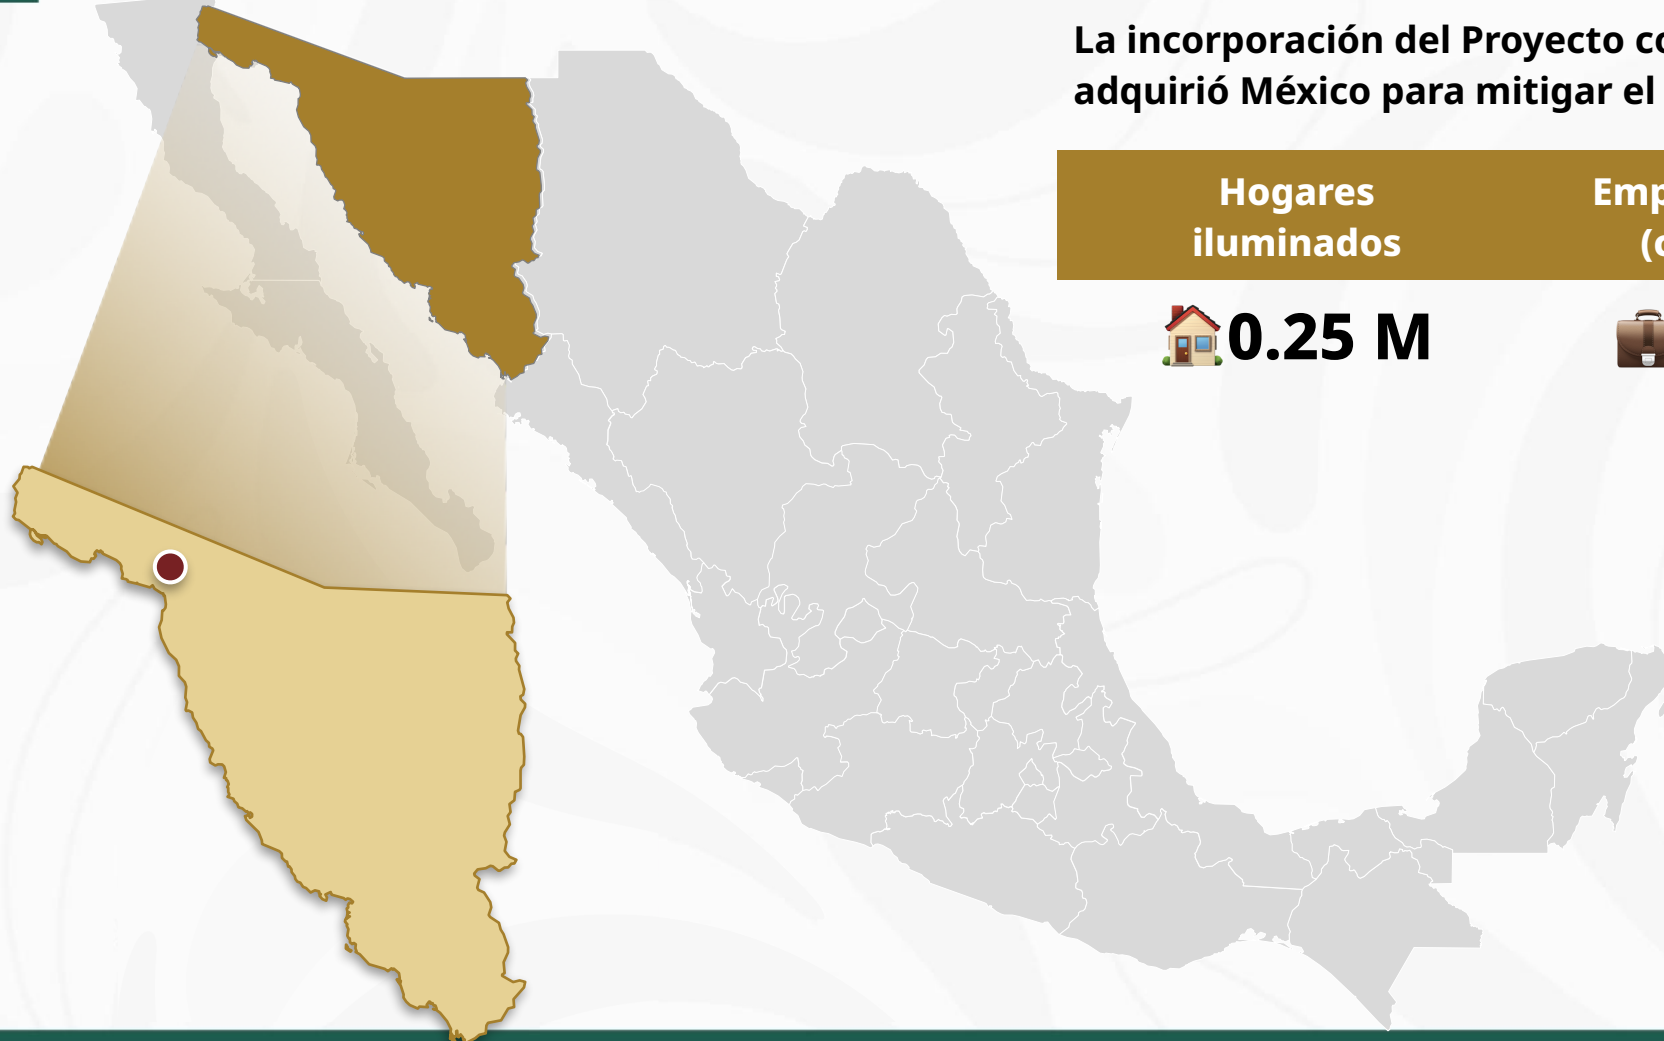 La incorporación del Proyecto co
adquirió México para mitigar el
Hogares
iluminados
Emp
(c
0.25 M